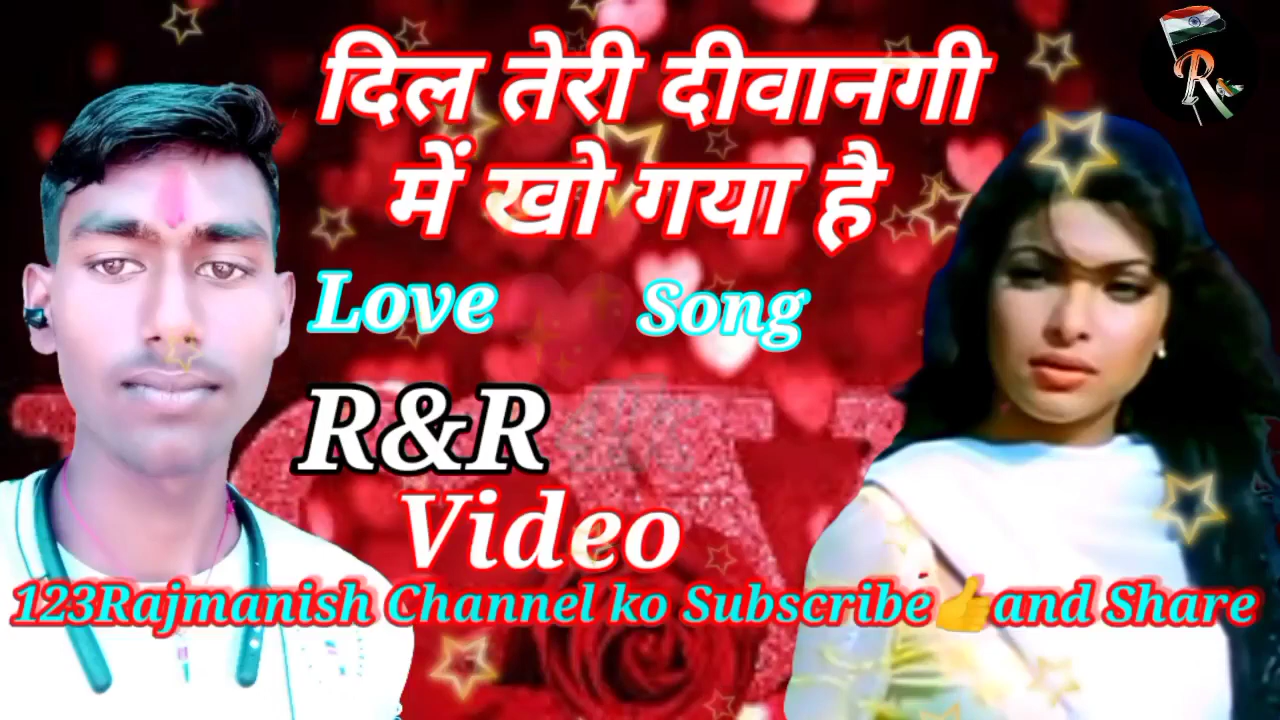 दिल तेरी दीवानगी
में खो गया है
Love Song
R&R
Video
123Rajmanish Channel ko Subscribe👍and Share
R